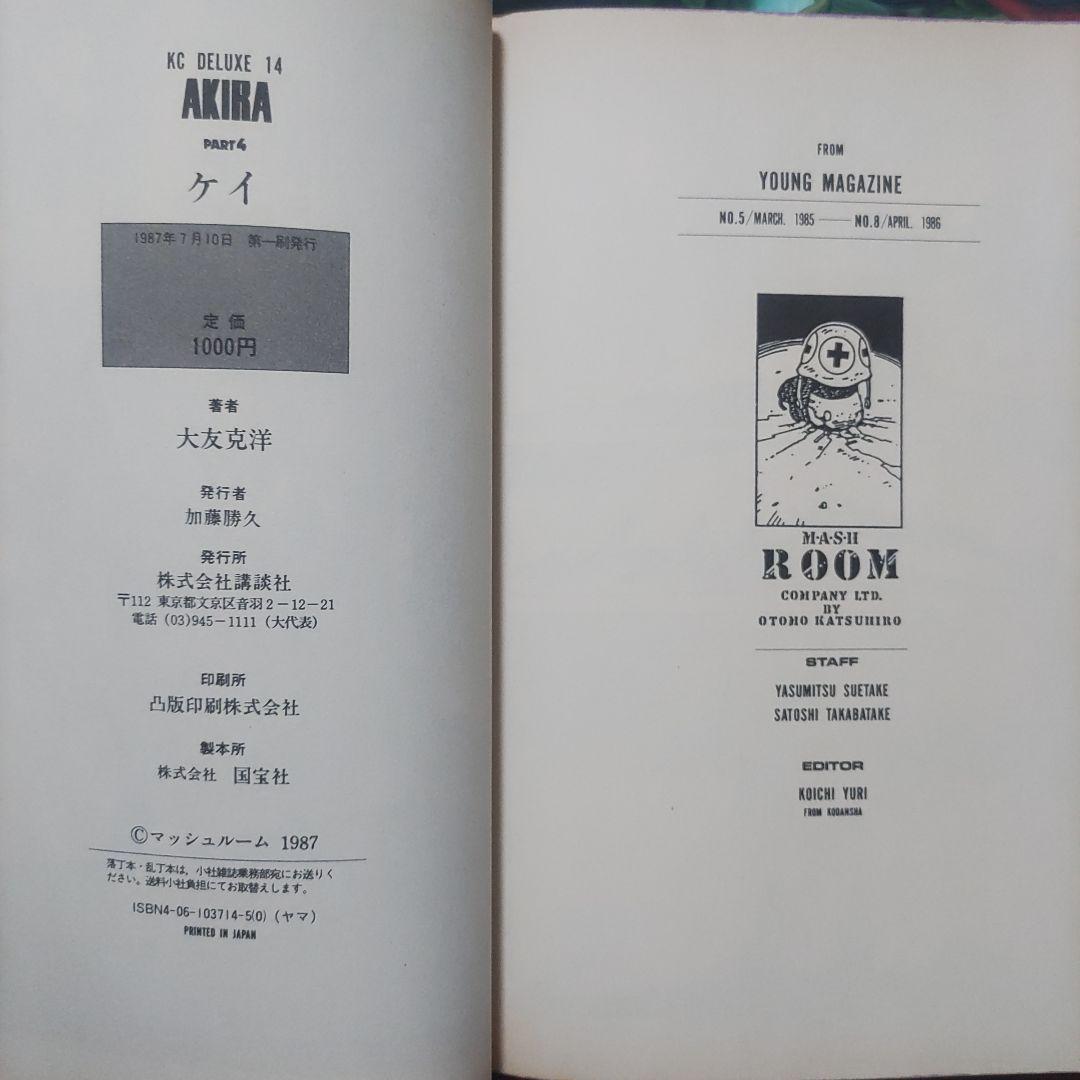 KC DELUXE 14
AKIRA
PART4
ケイ
1987年7月10日 第一刷発行
定価
1000円
著者
大友克洋
発行者
加藤勝久
発行所
株式会社講談社
〒112 東京都文京区音羽2-12-21
電話 (03)945-1111 (大代表)
印刷所
凸版印刷株式会社
製本所
株式会社 国宝社
©マッシュルーム 1987
落丁本・乱丁本は、小社雑誌業務部宛にお送りく
ださい。送料小社負担にてお取替えします。
ISBN4-06-103714-5(0) (ヤマ)
PRINTED IN JAPAN
FROM
YOUNG MAGAZINE
NO.5/MARCH. 1985 —— NO.8/APRIL. 1986
M·A·S·H
ROOM
COMPANY LTD.
BY
OTOMO KATSUHIRO
STAFF
YASUMITSU SUETAKE
SATOSHI TAKABATAKE
EDITOR
KOICHI YURI
FROM KODANSHA